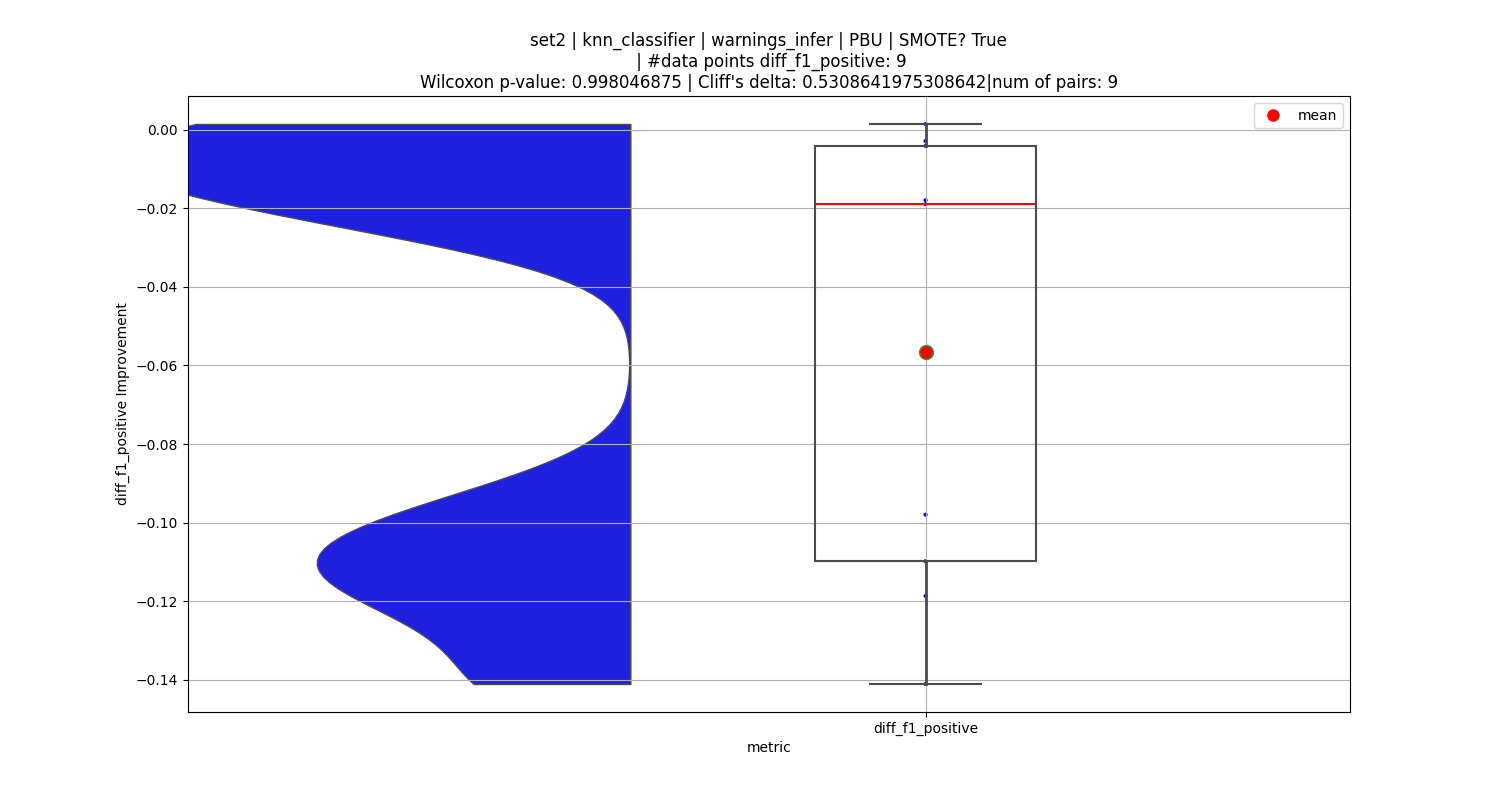 set2 | knn_classifier | warnings_infer | PBU | SMOTE? True
| #data points diff_f1_positive: 9
Wilcoxon p-value: 0.998046875 | Cliff's delta: 0.5308641975308642|num of pairs: 9
mean
0.00
−0.02
−0.04
−0.06
−0.08
−0.10
−0.12
−0.14
diff_f1_positive Improvement
diff_f1_positive
metric